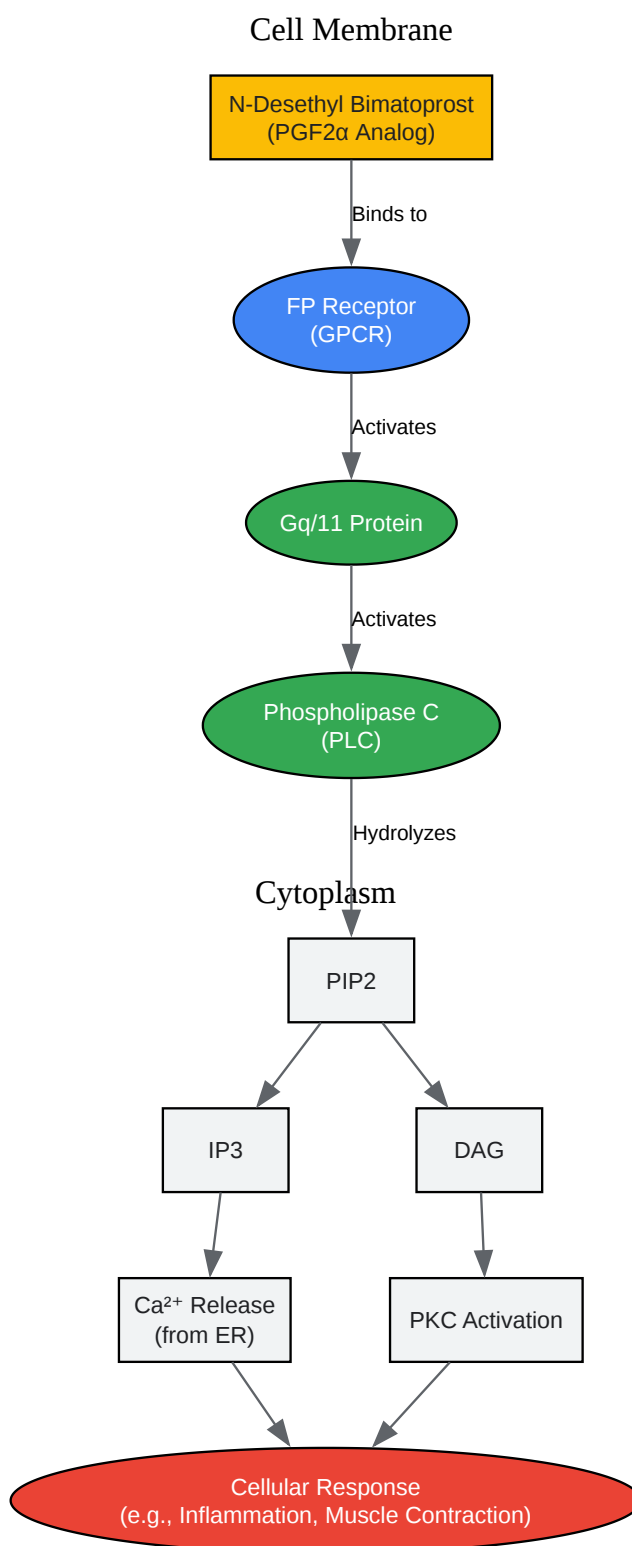 Cell Membrane
N-Desethyl Bimatoprost
(PGF2α Analog)
Binds to
FP Receptor
(GPCR)
Activates
Gq/11 Protein
Activates
Phospholipase C
(PLC)
Hydrolyzes
Cytoplasm
PIP2
IP3
DAG
Ca²⁺ Release
(from ER)
PKC Activation
Cellular Response
(e.g., Inflammation, Muscle Contraction)